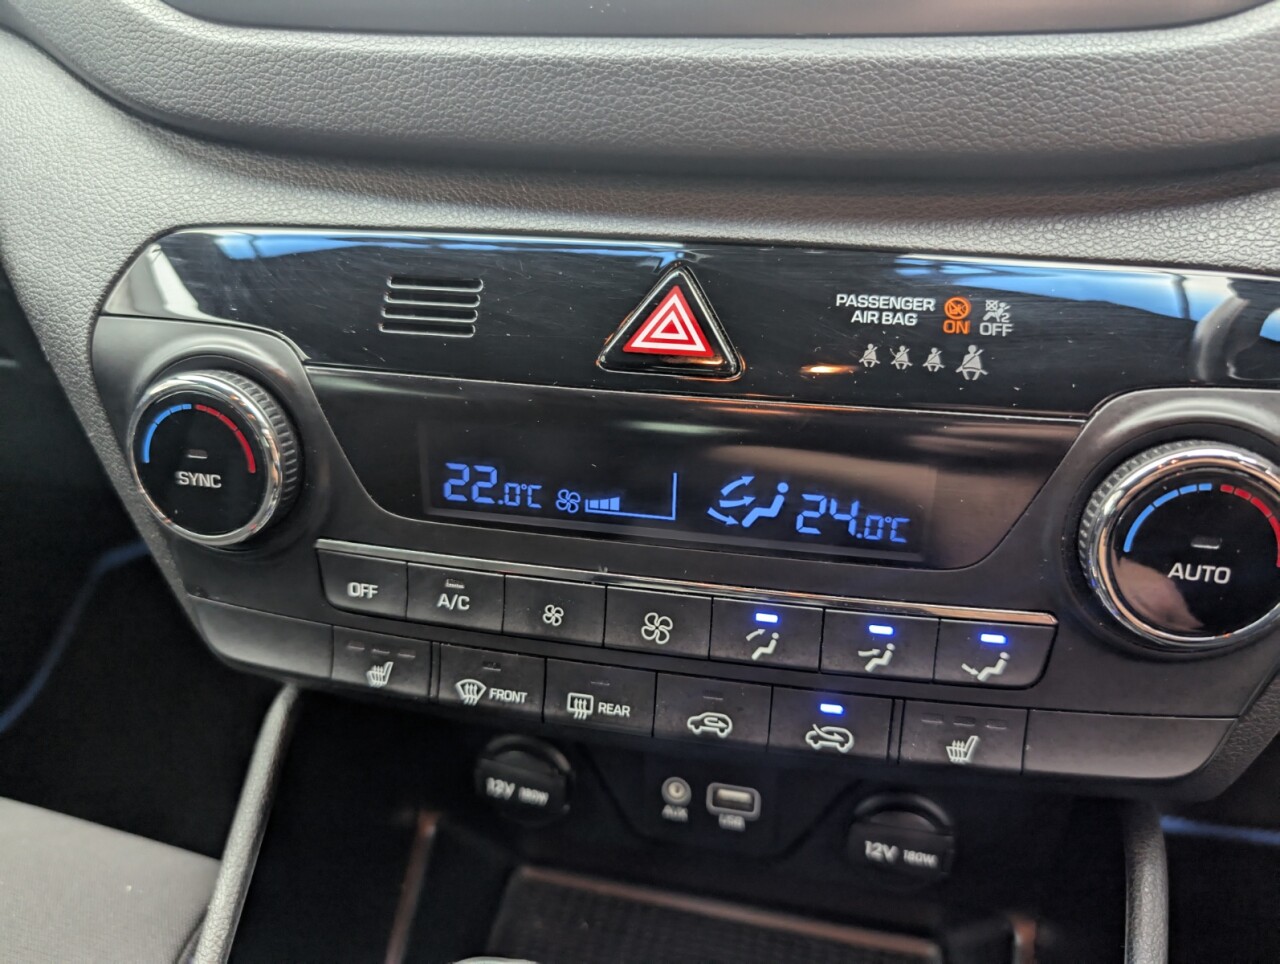 PASSENGER
AIR BAG
ON
OFF
2
SYNC
22.0°C
24.0°C
AUTO
OFF
A/C
FRONT
REAR
12V 180W
AUX
USB
12V 180W